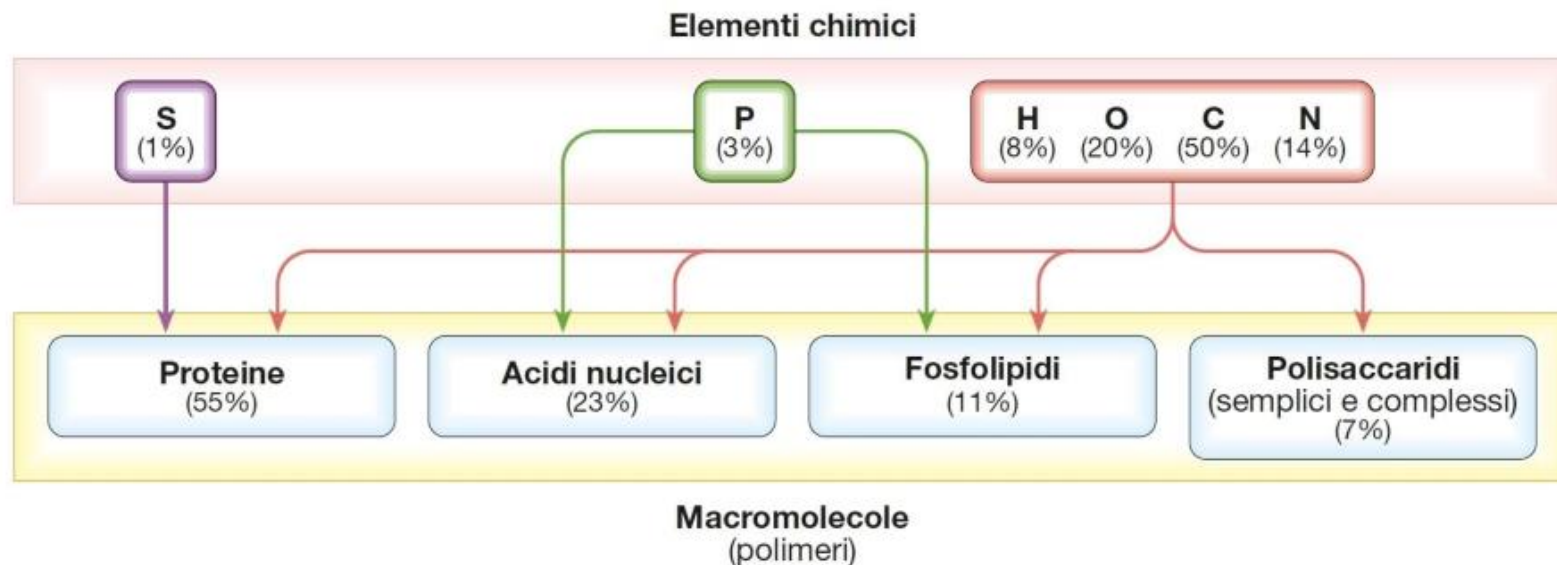 Elementi chimici
S
(1%)
P
(3%)
H O C N
(8%) (20%) (50%) (14%)
Proteine
(55%)
Acidi nucleici
(23%)
Fosfolipidi
(11%)
Polisaccaridi
(semplici e complessi)
(7%)
Macromolecole
(polimeri)